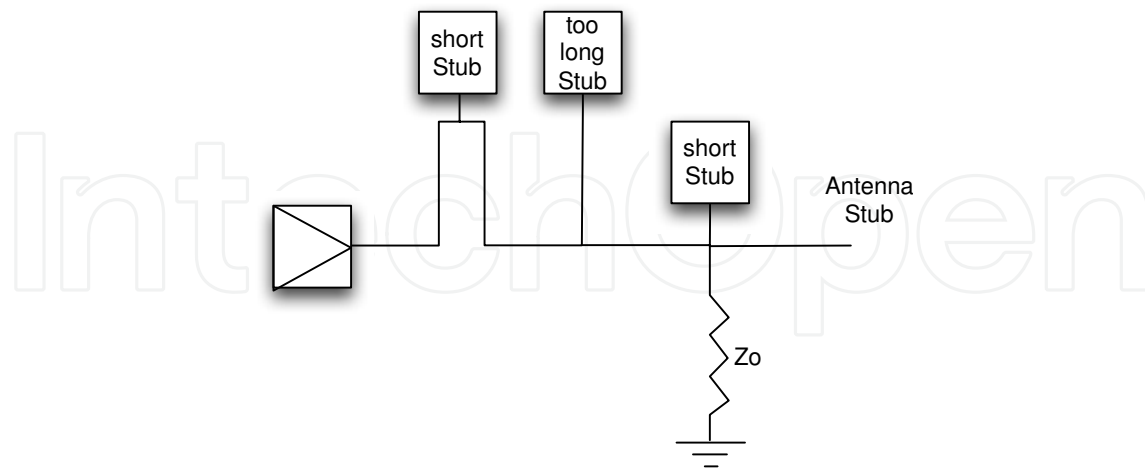 short
Stub
too
long
Stub
short
Stub
Antenna
Stub
Zo
IntechOpen